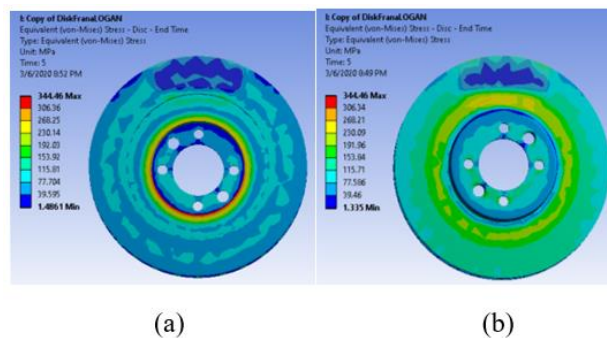 I: Copy of DiskFranaLOGAN
Equivalent (von-Mises) Stress - Disc - End Time
Type: Equivalent (von-Mises) Stress
Unit: MPa
Time: 5
3/6/2020 8:52 PM
344.46 Max
306.36
268.25
230.14
192.03
153.92
115.81
77.704
39.595
1.4861 Min
I: Copy of DiskFranaLOGAN
Equivalent (von-Mises) Stress - Disc - End Time
Type: Equivalent (von-Mises) Stress
Unit: MPa
Time: 5
3/6/2020 8:49 PM
344.46 Max
306.34
268.21
230.09
191.96
153.84
115.71
77.586
39.46
1.335 Min
(a)
(b)